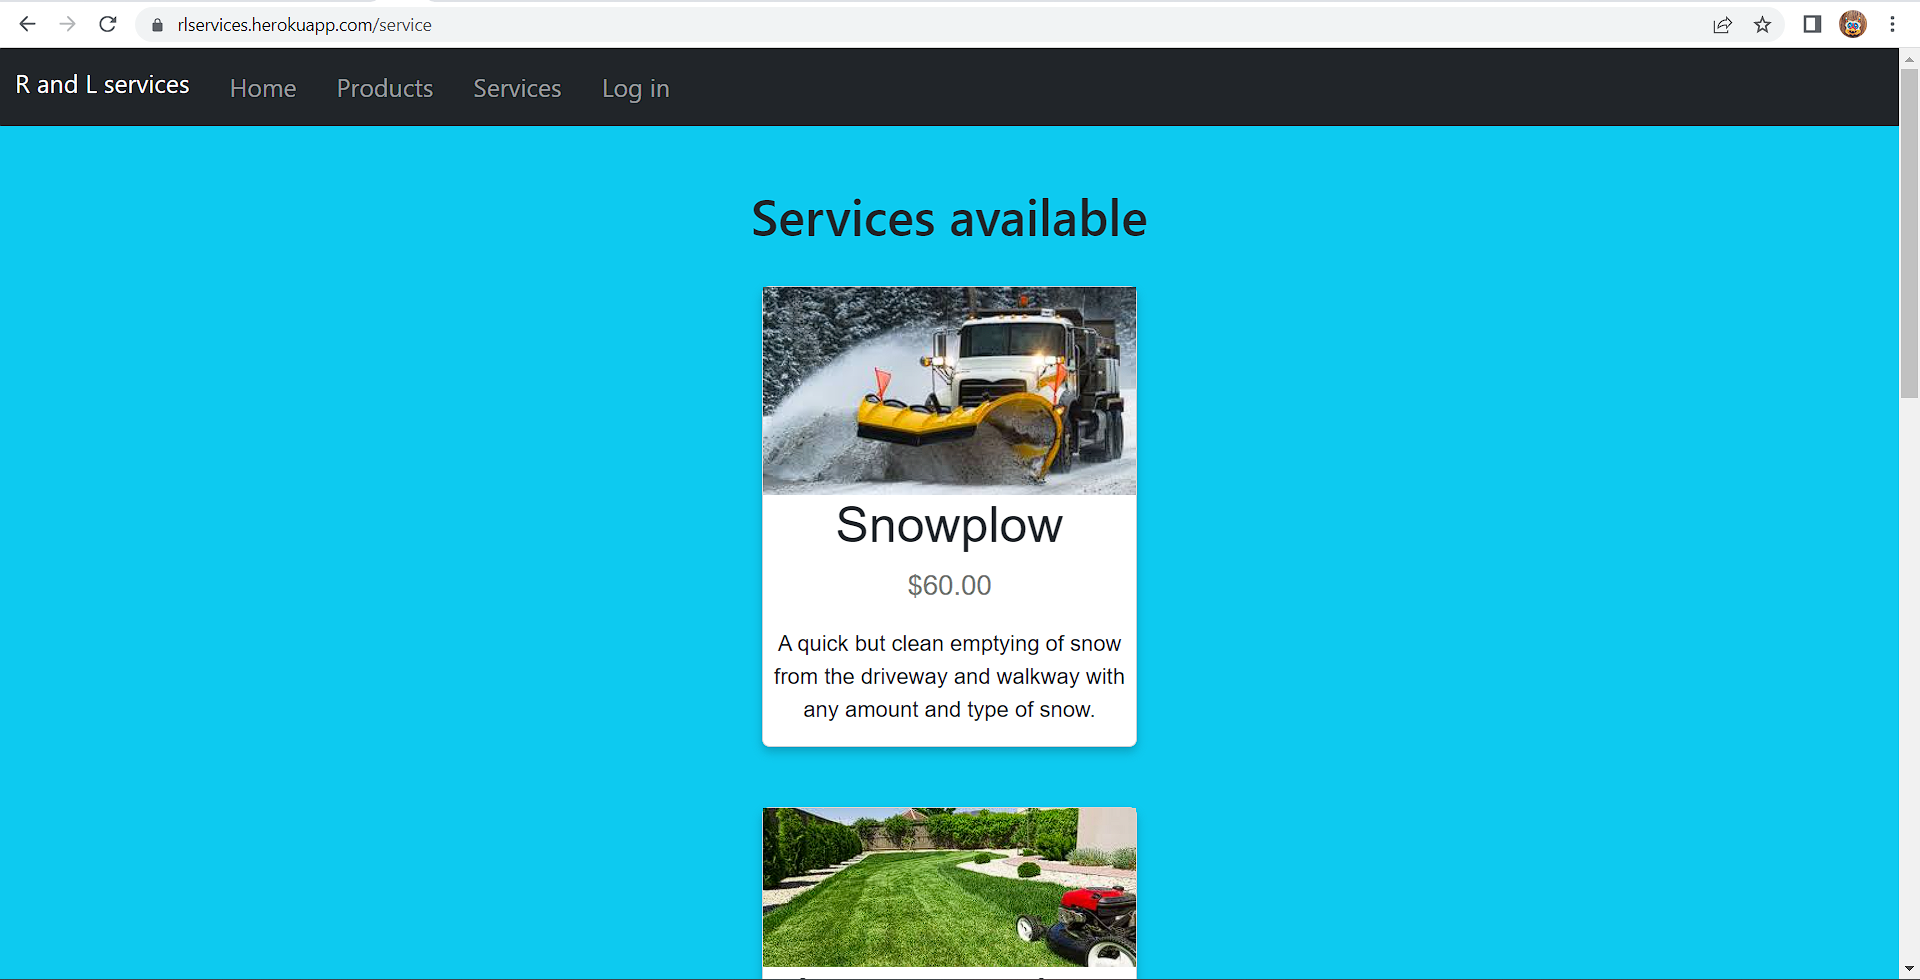 rlservices.herokuapp.com/service
R and L services Home Products Services Log in
Services available
Snowplow
$60.00
A quick but clean emptying of snow
from the driveway and walkway with
any amount and type of snow.